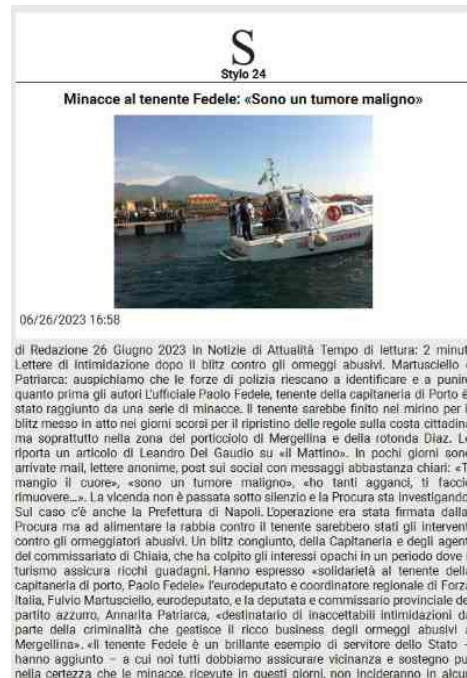 S
Stylo 24
Minacce al tenente Fedele: «Sono un tumore maligno»
06/26/2023 16:58
di Redazione 26 Giugno 2023 in Notizie di Attualità Tempo di lettura: 2 minut
Lettere di intimidazione dopo il blitz contro gli ormeggi abusivi. Martusciello
Patriarca: auspichiamo che le forze di polizia riescano a identificare e a punir
quanto prima gli autori L'ufficiale Paolo Fedele, tenente della capitaneria di Porto è
stato raggiunto da una serie di minacce. Il tenente sarebbe finito nel mirino per
blitz messo in atto nei giorni scorsi per il ripristino delle regole sulla costa cittadina
ma soprattutto nella zona del porticciolo di Mergellina e della rotonda Diaz. Lo
riporta un articolo di Leandro Del Gaudio su «il Mattino». In pochi giorni sono
arrivate mail, lettere anonime, post sui social con messaggi abbastanza chiari: «T
mangio il cuore», «sono un tumore maligno», «ho tanti agganci, ti faccio
rimuovere...». La vicenda non è passata sotto silenzio e la Procura sta investigando
Sul caso c'è anche la Prefettura di Napoli. L'operazione era stata firmata dalla
Procura ma ad alimentare la rabbia contro il tenente sarebbero stati gli intervent
contro gli ormeggiatori abusivi. Un blitz congiunto, della Capitaneria e degli agent
del commissariato di Chiaia, che ha colpito gli interessi opachi in un periodo dove
turismo assicura ricchi guadagni. Hanno espresso «solidarietà al tenente della
capitaneria di porto, Paolo Fedele» l'eurodeputato e coordinatore regionale di Forza
Italia, Fulvio Martusciello, eurodeputato, e la deputata e commissario provinciale de
partito azzurro, Annarita Patriarca, «destinatario di inaccettabili intimidazioni da
parte della criminalità che gestisce il ricco business degli ormeggi abusivi a
Mergellina». «Il tenente Fedele è un brillante esempio di servitore dello Stato –
hanno aggiunto – a cui noi tutti dobbiamo assicurare vicinanza e sostegno pu
nella certezza che le minacce, ricevute in questi giorni, non incideranno in alcun